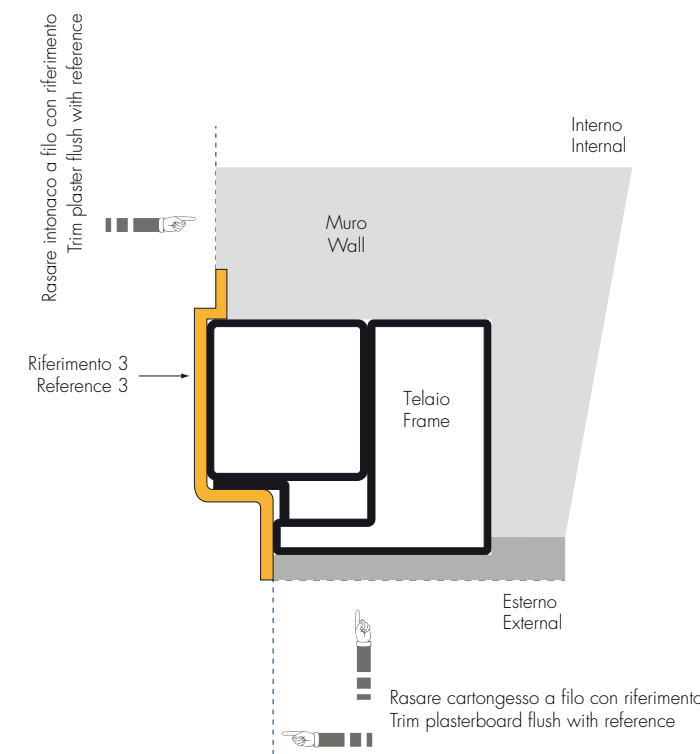 Rasare intonaco a filo con riferimento
Trim plaster flush with reference
Interno
Internal
Muro
Wall
Riferimento 3
Reference 3
Telaio
Frame
Esterno
External
Rasare cartongesso a filo con riferimento
Trim plasterboard flush with reference